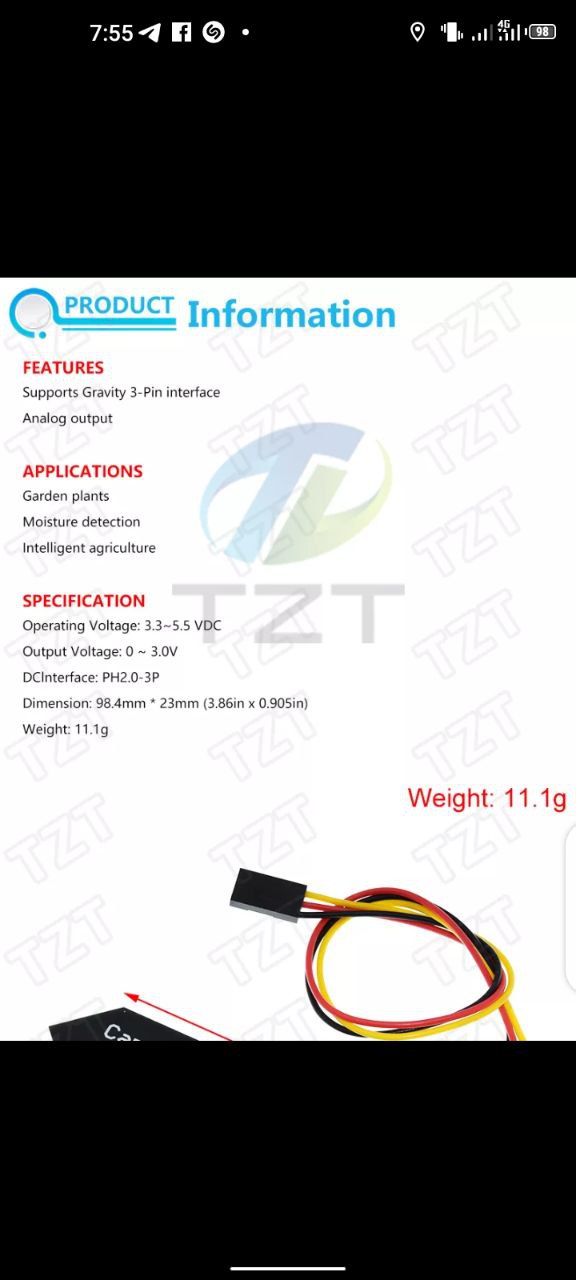 7:55
4G
98
PRODUCT Information
FEATURES
Supports Gravity 3-Pin interface
Analog output
APPLICATIONS
Garden plants
Moisture detection
Intelligent agriculture
SPECIFICATION
Operating Voltage: 3.3~5.5 VDC
Output Voltage: 0 ~ 3.0V
DCInterface: PH2.0-3P
Dimension: 98.4mm * 23mm (3.86in x 0.905in)
Weight: 11.1g
TZT
Weight: 11.1g